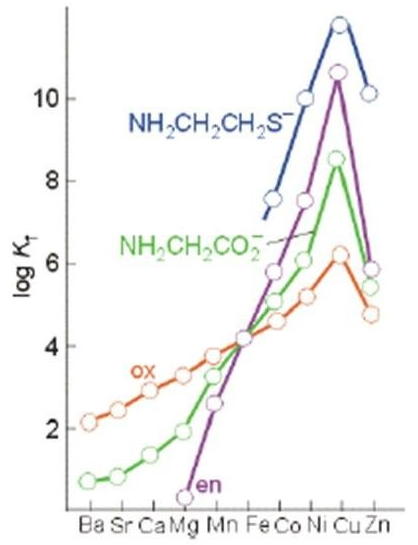 10
NH₂CH₂CH₂S⁻
8
NH₂CH₂CO₂⁻
log K₁
6
4
ox
2
en
Ba Sr Ca Mg Mn Fe Co Ni Cu Zn